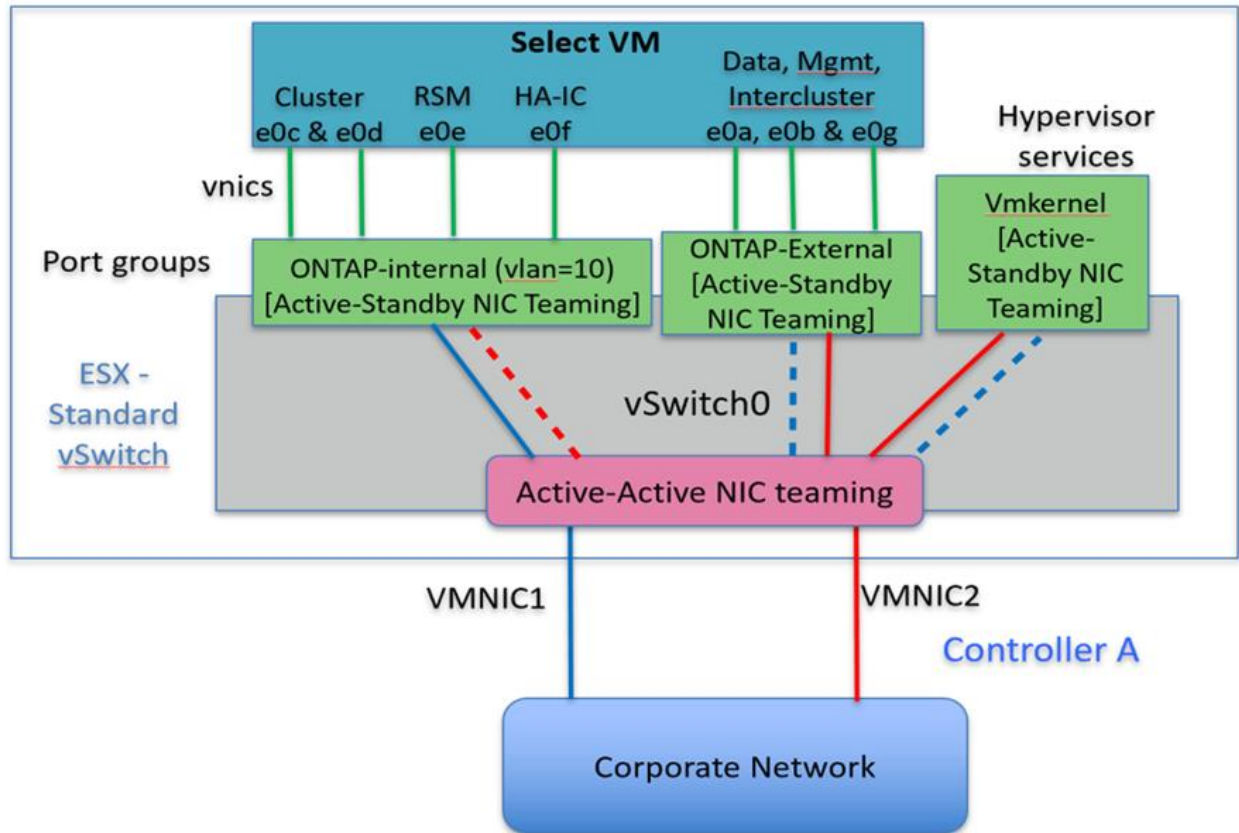 Select VM
Cluster
e0c & e0d
RSM
e0e
HA-IC
e0f
Data, Mgmt,
Intercluster
e0a, e0b & e0g
Hypervisor
services
vnics
Port groups
ONTAP-internal (vlan=10)
[Active-Standby NIC Teaming]
ONTAP-External
[Active-Standby
NIC Teaming]
Vmkernel
[Active-
Standby NIC
Teaming]
ESX -
Standard
vSwitch
vSwitch0
Active-Active NIC teaming
VMNIC1
VMNIC2
Controller A
Corporate Network